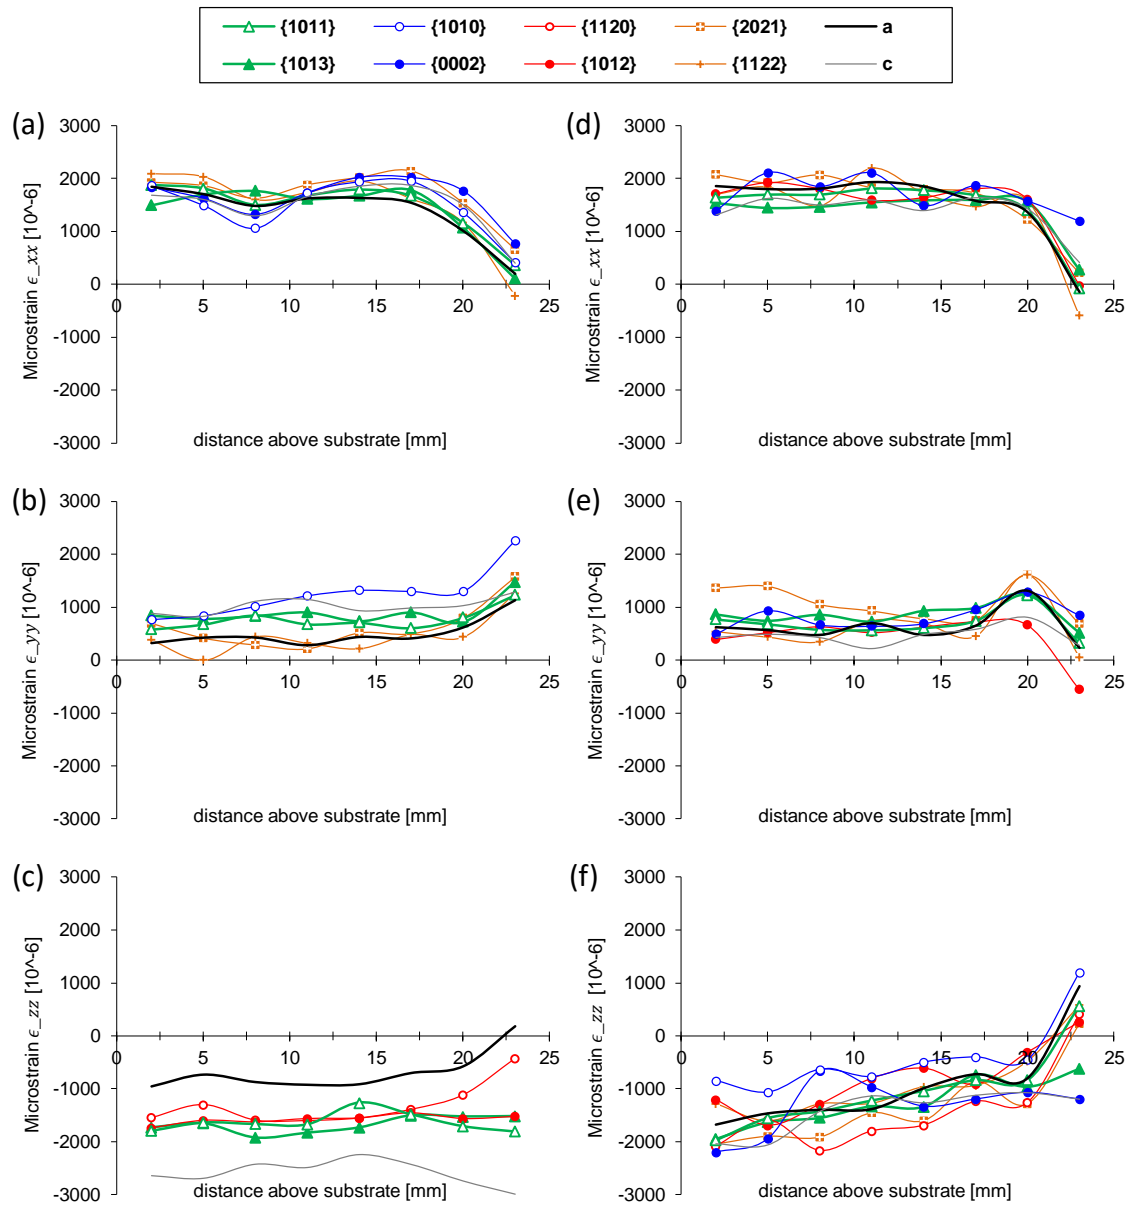 {1011} {1010} {1120} {2021} a
{1013} {0002} {1012} {1122} c
(a)
3000
2000
1000
0
-1000
-2000
-3000
0 5 10 15 20 25
Microstrain ϵ_xx [10^-6]
distance above substrate [mm]
(d)
3000
2000
1000
0
-1000
-2000
-3000
0 5 10 15 20 25
Microstrain ϵ_xx [10^-6]
distance above substrate [mm]
(b)
3000
2000
1000
0
-1000
-2000
-3000
0 5 10 15 20 25
Microstrain ϵ_yy [10^-6]
distance above substrate [mm]
(e)
3000
2000
1000
0
-1000
-2000
-3000
0 5 10 15 20 25
Microstrain ϵ_yy [10^-6]
distance above substrate [mm]
(c)
3000
2000
1000
0
-1000
-2000
-3000
0 5 10 15 20 25
Microstrain ϵ_zz [10^-6]
distance above substrate [mm]
(f)
3000
2000
1000
0
-1000
-2000
-3000
0 5 10 15 20 25
Microstrain ϵ_zz [10^-6]
distance above substrate [mm]